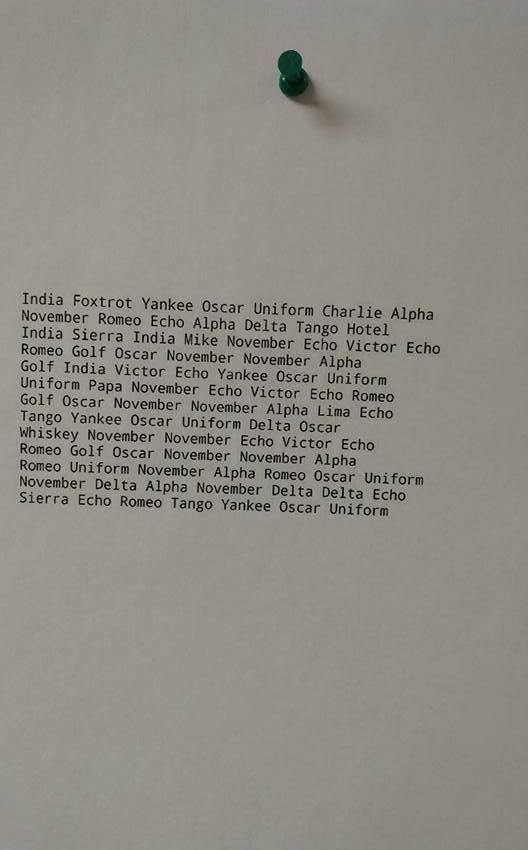 India Foxtrot Yankee Oscar Uniform Charlie Alpha
November Romeo Echo Alpha Delta Tango Hotel
India Sierra India Mike November Echo Victor Echo
Romeo Golf Oscar November November Alpha
Golf India Victor Echo Yankee Oscar Uniform
Uniform Papa November Echo Victor Echo Romeo
Golf Oscar November November Alpha Lima Echo
Tango Yankee Oscar Uniform Delta Oscar
Whiskey November November Echo Victor Echo
Romeo Golf Oscar November November Alpha
Romeo Uniform November Alpha Romeo Oscar Uniform
November Delta Alpha November Delta Delta Echo
Sierra Echo Romeo Tango Yankee Oscar Uniform